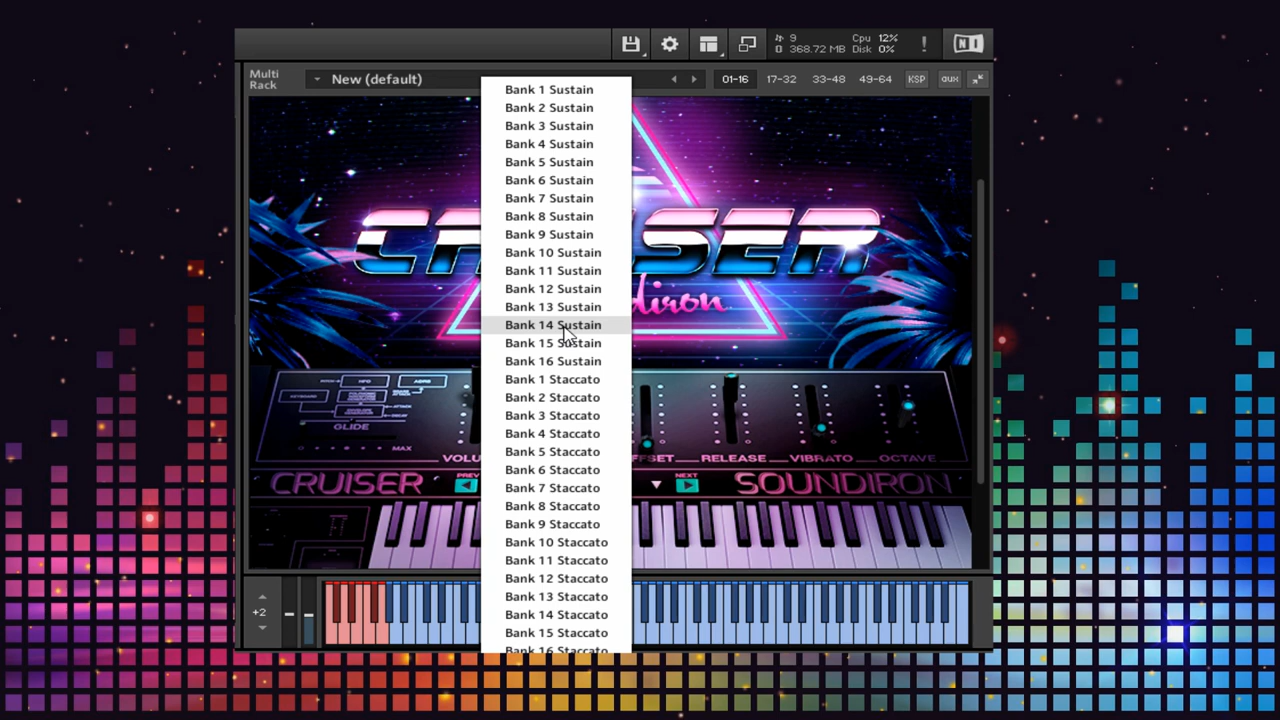 9
368.72 MB
Cpu 12%
Disk 0%
!
NI
Multi
Rack
New (default)
01-16
17-32
33-48
49-64
KSP
aux
Bank 1 Sustain
Bank 2 Sustain
Bank 3 Sustain
Bank 4 Sustain
Bank 5 Sustain
Bank 6 Sustain
Bank 7 Sustain
Bank 8 Sustain
Bank 9 Sustain
Bank 10 Sustain
Bank 11 Sustain
Bank 12 Sustain
Bank 13 Sustain
Bank 14 Sustain
Bank 15 Sustain
Bank 16 Sustain
Bank 1 Staccato
Bank 2 Staccato
Bank 3 Staccato
Bank 4 Staccato
Bank 5 Staccato
Bank 6 Staccato
Bank 7 Staccato
Bank 8 Staccato
Bank 9 Staccato
Bank 10 Staccato
Bank 11 Staccato
Bank 12 Staccato
Bank 13 Staccato
Bank 14 Staccato
Bank 15 Staccato
Bank 16 Staccato
GLIDE
MAX
RELEASE
VIBRATO
OCTAVE
CRUISER
NEXT
SOUNDIRON
+2